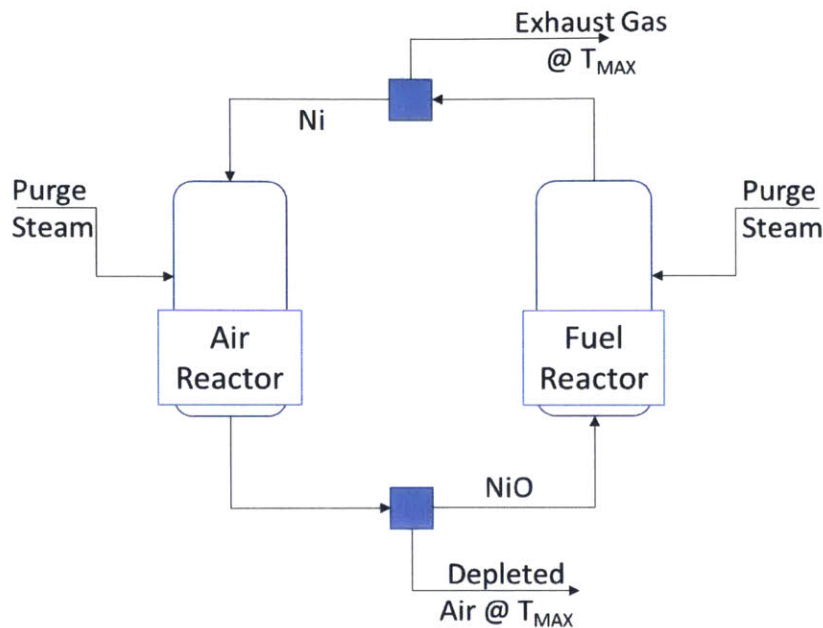 Exhaust Gas
@ T_MAX
Ni
Purge
Steam
Purge
Steam
Air
Reactor
Fuel
Reactor
NiO
Depleted
Air @ T_MAX